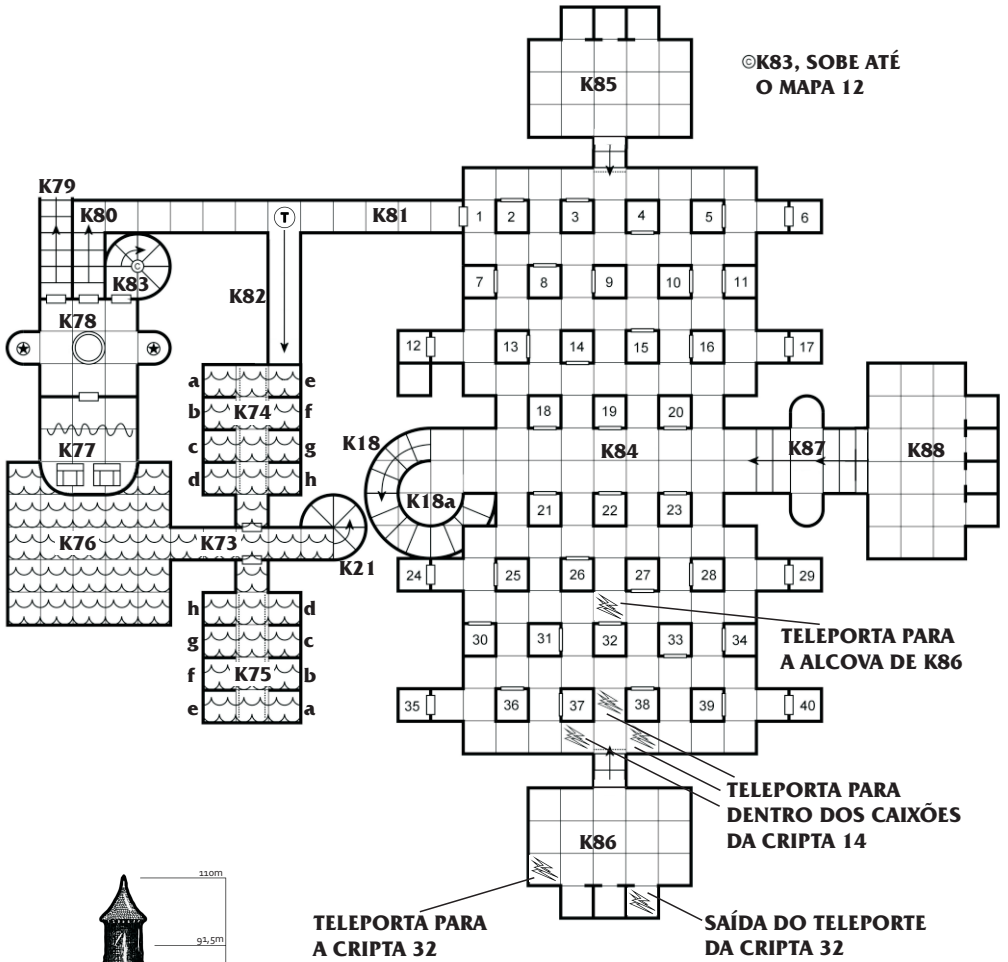 K85
©K83, SOBE ATÉ
O MAPA 12
K79
K80
T
K81
1
2
3
4
5
6
C
K83
K82
7
8
9
10
11
K78
12
13
14
15
16
17
a
e
b
K74
f
c
g
d
h
K77
K18
18
19
20
K84
K87
K88
K18a
K76
K73
K21
21
22
23
24
25
26
27
28
29
h
d
g
c
f
K75
b
e
a
30
31
32
33
34
TELEPORTA PARA
A ALCOVA DE K86
35
36
37
38
39
40
TELEPORTA PARA
DENTRO DOS CAIXÕES
DA CRIPTA 14
K86
110m
91,5m
TELEPORTA PARA
A CRIPTA 32
SAÍDA DO TELEPORTE
DA CRIPTA 32